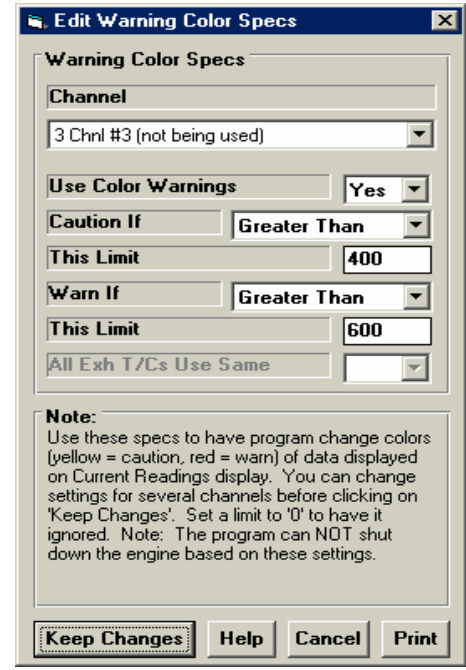 Edit Warning Color Specs
Warning Color Specs
Channel
3 Chnl #3 (not being used)
Use Color Warnings Yes
Caution If Greater Than
This Limit 400
Warn If Greater Than
This Limit 600
All Exh T/Cs Use Same
Note:
Use these specs to have program change colors
(yellow = caution, red = warn) of data displayed
on Current Readings display. You can change
settings for several channels before clicking on
'Keep Changes'. Set a limit to '0' to have it
ignored. Note: The program can NOT shut
down the engine based on these settings.
Keep Changes Help Cancel Print